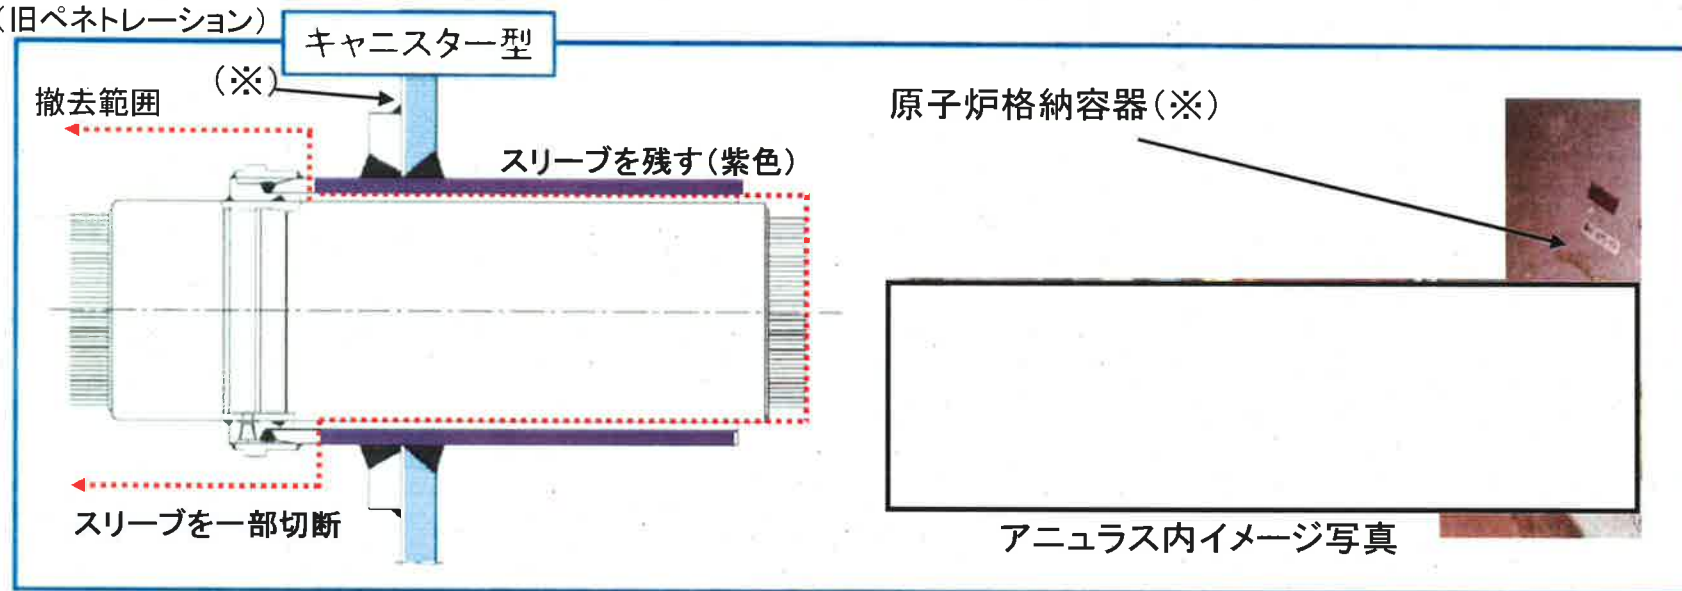 (旧ペネトレーション)
キャニスター型
(※)
撤去範囲
原子炉格納容器(※)
スリーブを残す(紫色)
スリーブを一部切断
アニュラス内イメージ写真